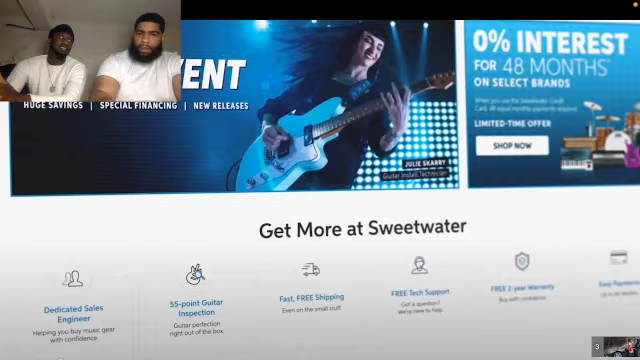 VENT
HUGE SAVINGS | SPECIAL FINANCING | NEW RELEASES
JULIE SKARRY
Guitar Install Technician
0% INTEREST
FOR 48 MONTHS*
ON SELECT BRANDS
When you use the Sweetwater Credit
Card. 48 equal monthly payments required.
LIMITED-TIME OFFER
SHOP NOW
Get More at Sweetwater
Dedicated Sales
Engineer
Helping you buy music gear
with confidence.
55-point Guitar
Inspection
Guitar perfection
right out of the box.
Fast, FREE Shipping
Even on the small stuff.
FREE Tech Support
Got a question?
We're here to help.
FREE 2-year Warranty
Buy with confidence.
Easy Payments
3